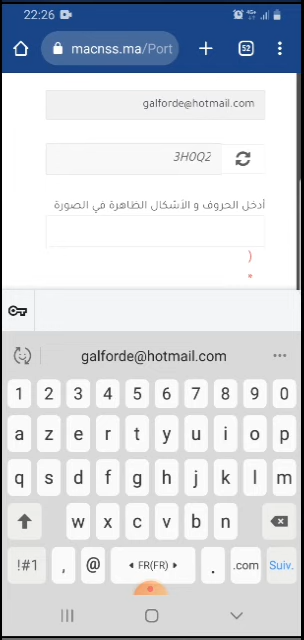 22:26
macnss.ma/Port
52
galforde@hotmail.com
3H0Q2
أدخل الحروف و الأشكال الظاهرة في الصورة
(
*
galforde@hotmail.com
1 2 3 4 5 6 7 8 9 0
a z e r t y u i o p
q s d f g h j k l m
w x c v b n
!#1 , @ FR(FR) . .com Suiv.